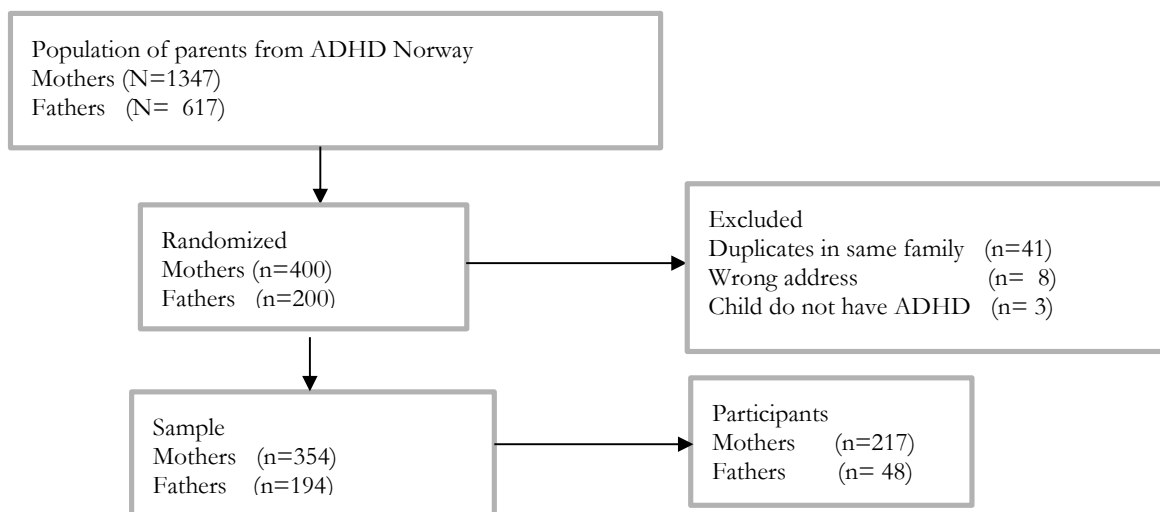 Population of parents from ADHD Norway
Mothers (N=1347)
Fathers (N= 617)
Randomized
Mothers (n=400)
Fathers (n=200)
Excluded
Duplicates in same family (n=41)
Wrong address (n= 8)
Child do not have ADHD (n= 3)
Sample
Mothers (n=354)
Fathers (n=194)
Participants
Mothers (n=217)
Fathers (n= 48)